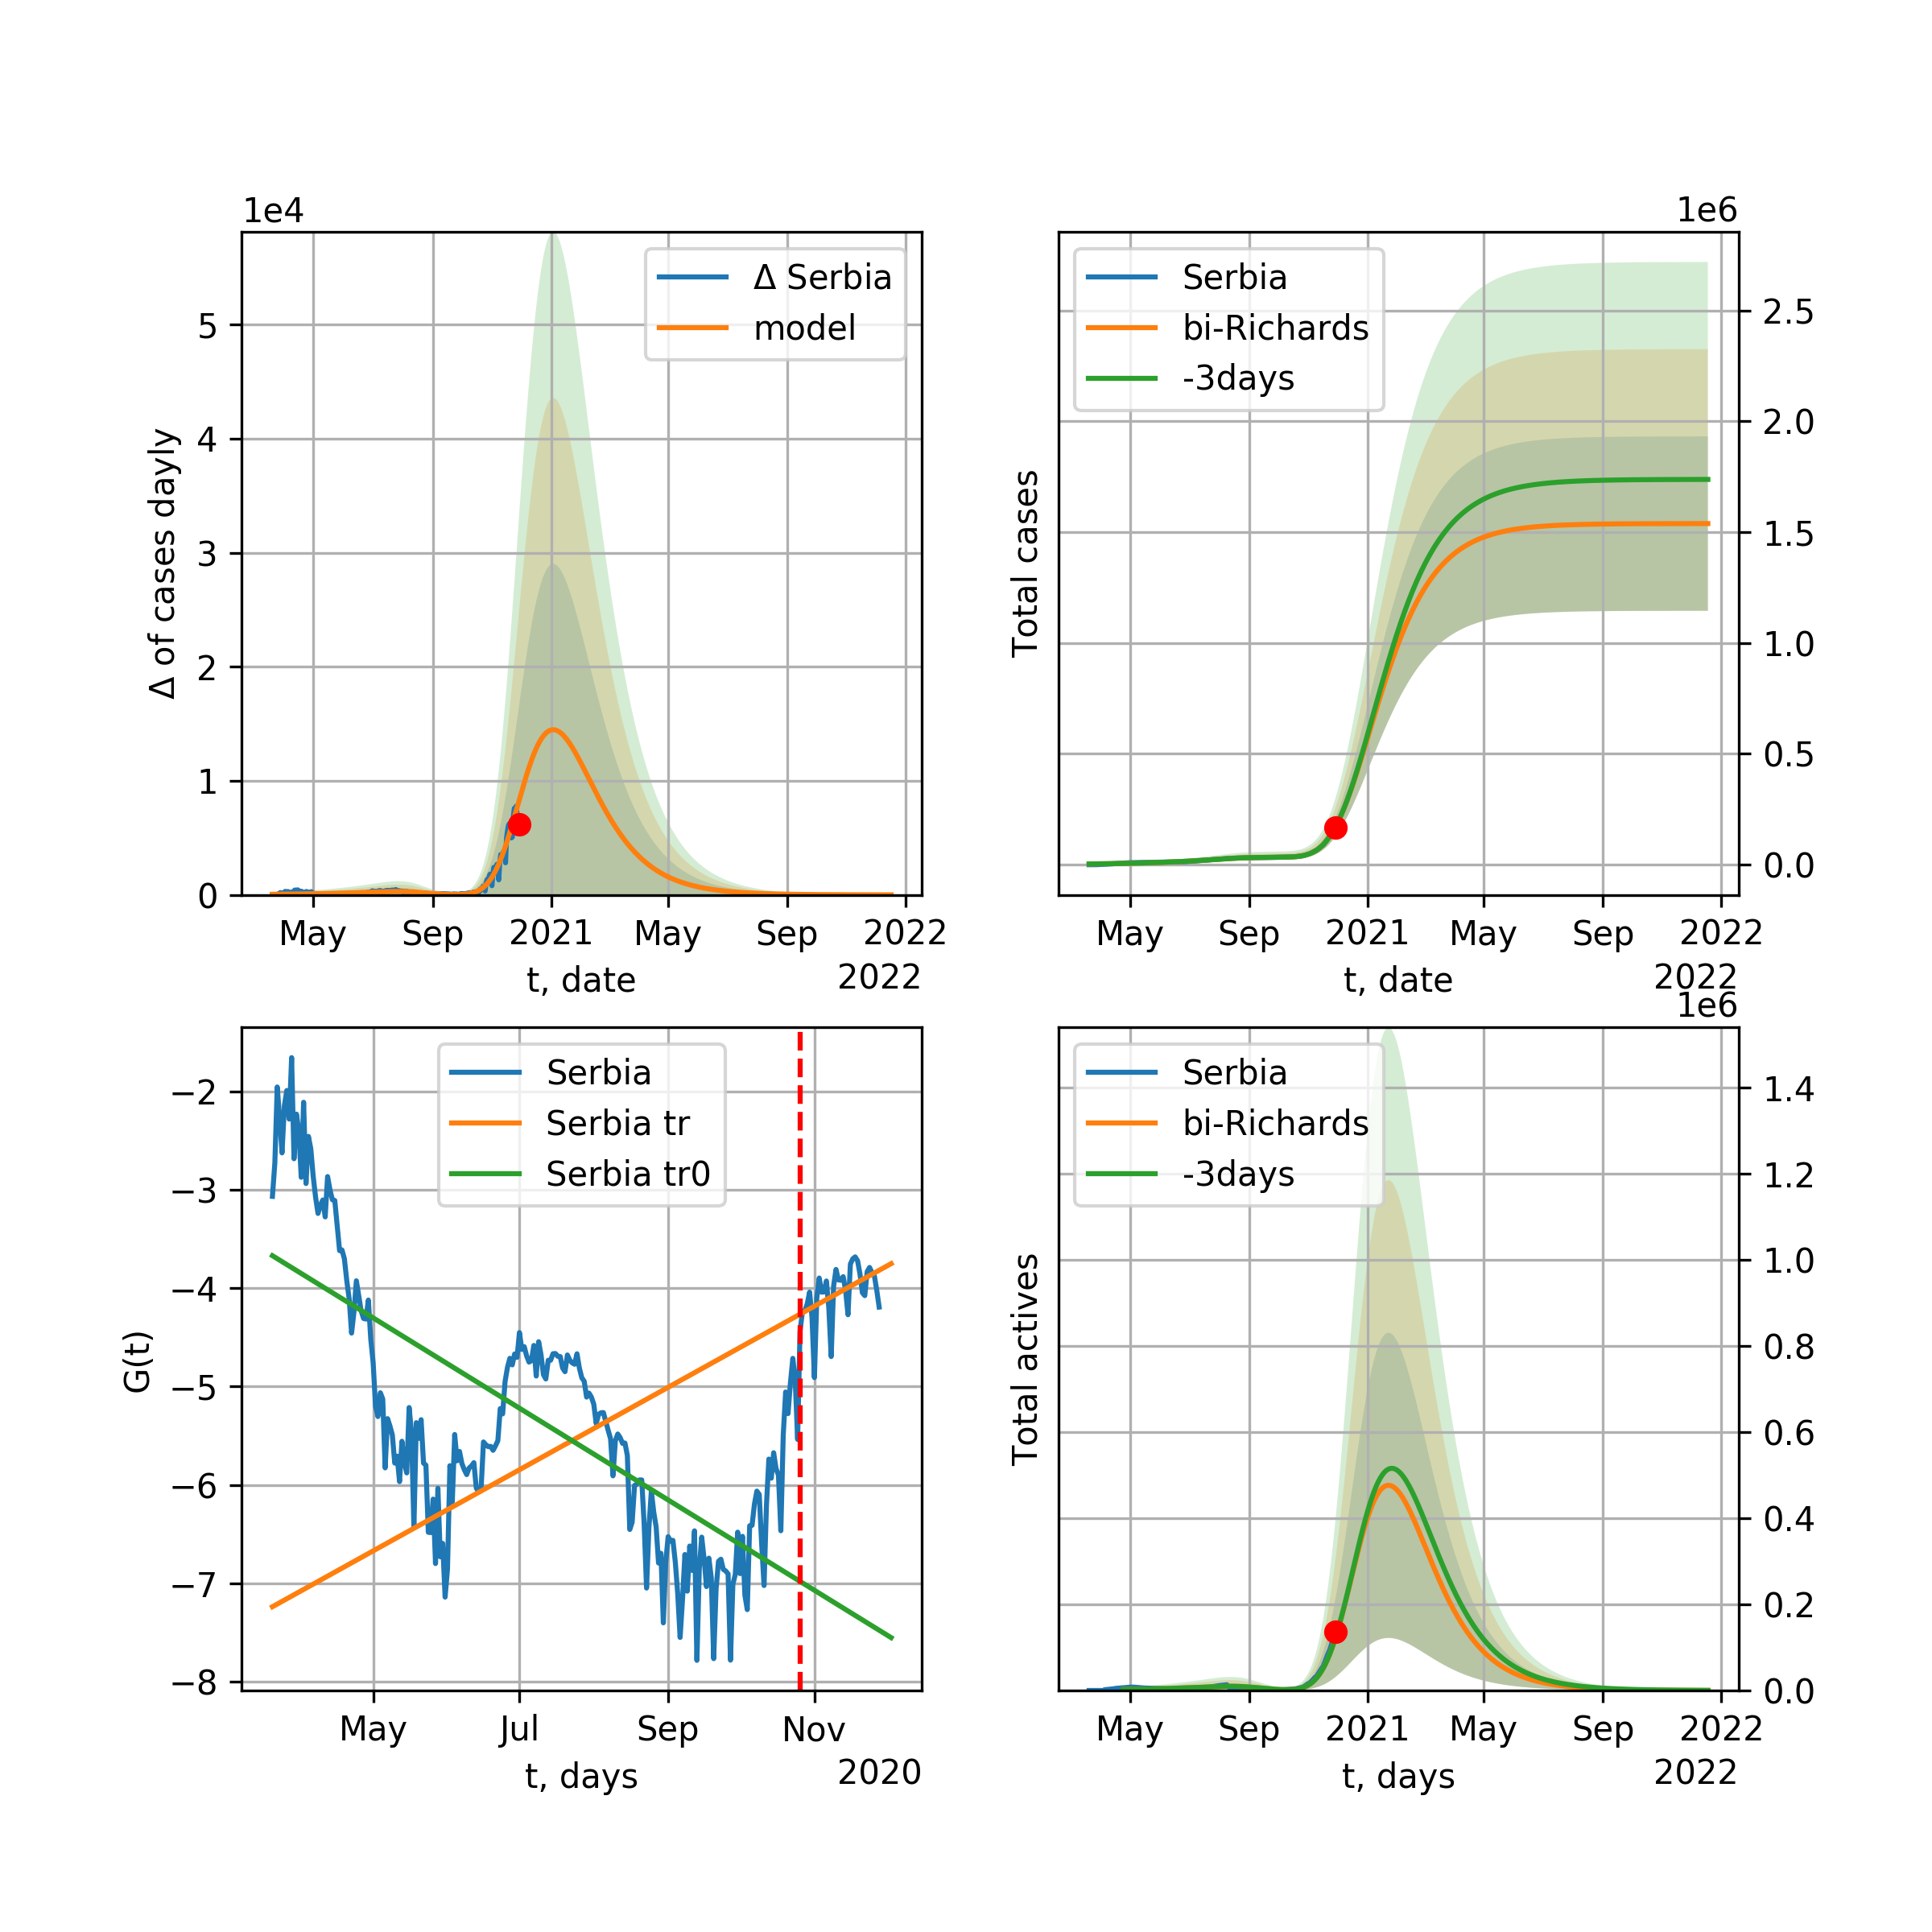 1e4
Δ Serbia
model
5
4
3
2
1
0
Δ of cases dayly
May Sep 2021 May Sep 2022
t, date
2022
1e6
Serbia
bi-Richards
-3days
2.5
2.0
1.5
1.0
0.5
0.0
Total cases
May Sep 2021 May Sep 2022
t, date
2022
Serbia
Serbia tr
Serbia tr0
−2
−3
−4
−5
−6
−7
−8
G(t)
May Jul Sep Nov
t, days
2020
1e6
Serbia
bi-Richards
-3days
1.4
1.2
1.0
0.8
0.6
0.4
0.2
0.0
Total actives
May Sep 2021 May Sep 2022
t, days
2022